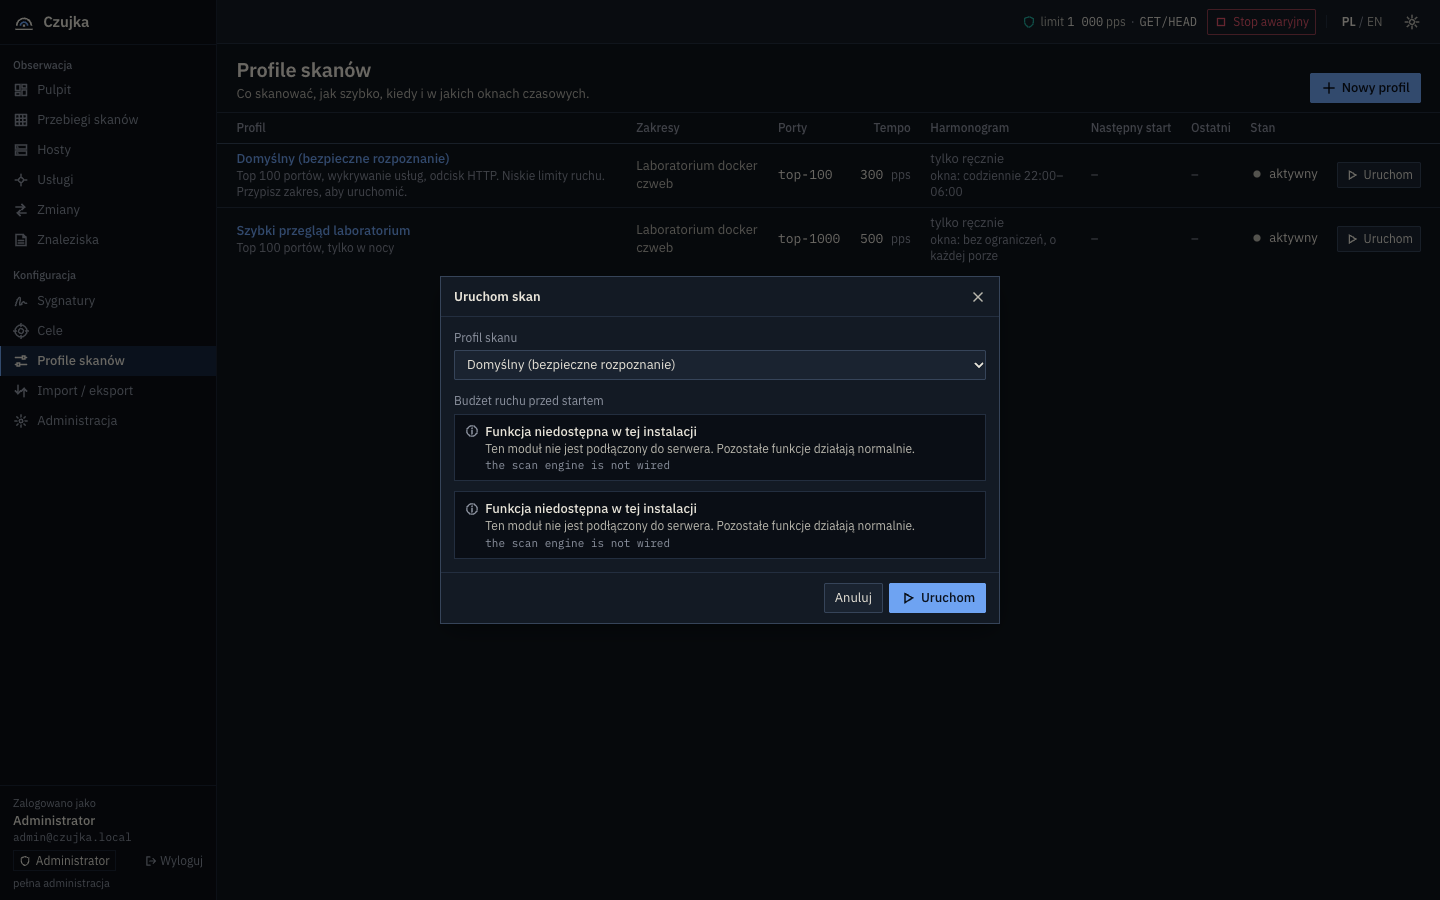 Czujka
limit 1 000 pps · GET/HEAD
Stop awaryjny
PL / EN
Obserwacja
Pulpit
Przebiegi skanów
Hosty
Usługi
Zmiany
Znaleziska
Konfiguracja
Sygnatury
Cele
Profile skanów
Import / eksport
Administracja
Zalogowano jako
Administrator
admin@czujka.local
Administrator
Wyloguj
pełna administracja
Profile skanów
Co skanować, jak szybko, kiedy i w jakich oknach czasowych.
Nowy profil
Profil Zakresy Porty Tempo Harmonogram Następny start Ostatni Stan
Domyślny (bezpieczne rozpoznanie)
Top 100 portów, wykrywanie usług, odcisk HTTP. Niskie limity ruchu.
Przypisz zakres, aby uruchomić.
Laboratorium docker
czweb
top-100
300 pps
tylko ręcznie
okna: codziennie 22:00–
06:00
–
–
aktywny
Uruchom
Szybki przegląd laboratorium
Top 100 portów, tylko w nocy
Laboratorium docker
czweb
top-1000
500 pps
tylko ręcznie
okna: bez ograniczeń, o
każdej porze
–
–
aktywny
Uruchom
Uruchom skan
Profil skanu
Domyślny (bezpieczne rozpoznanie)
Budżet ruchu przed startem
Funkcja niedostępna w tej instalacji
Ten moduł nie jest podłączony do serwera. Pozostałe funkcje działają normalnie.
the scan engine is not wired
Funkcja niedostępna w tej instalacji
Ten moduł nie jest podłączony do serwera. Pozostałe funkcje działają normalnie.
the scan engine is not wired
Anuluj
Uruchom